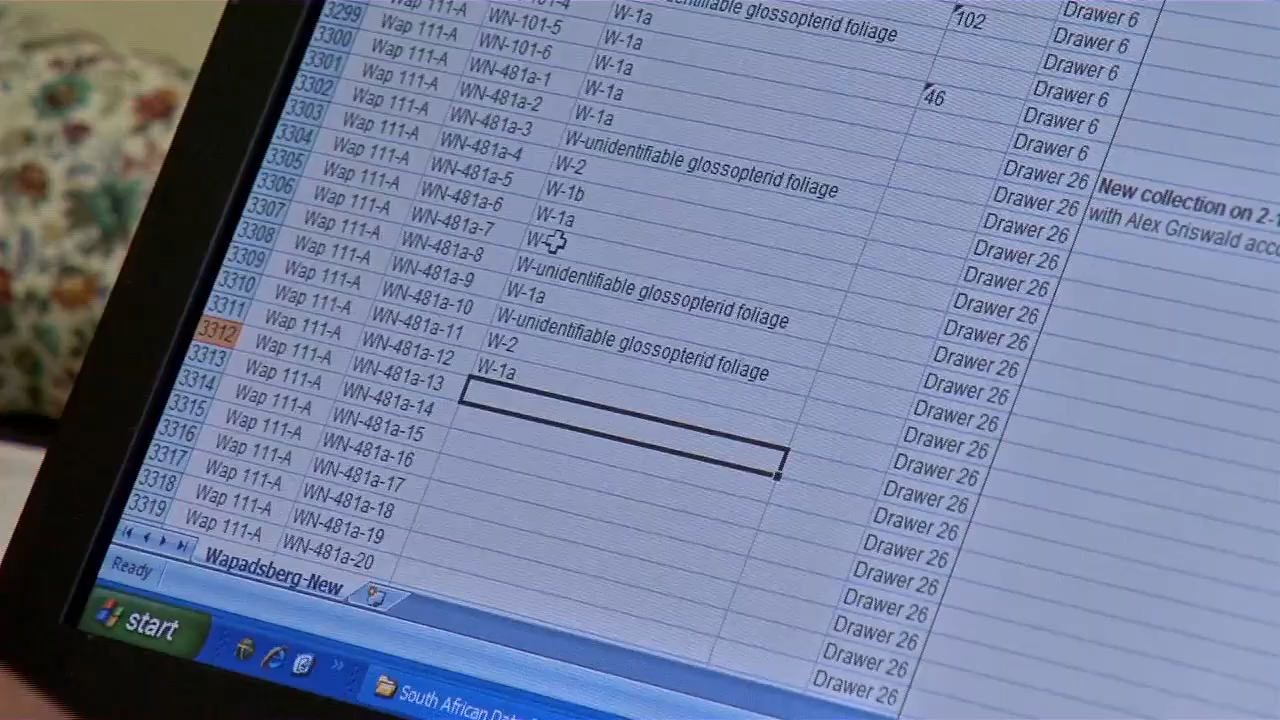 Drawer 6
102 Drawer 6
unidentifiable glossopterid foliage Drawer 6
W-1a Drawer 6
3299 Wap 111-A WN-101-5 W-1a 46 Drawer 6
3300 Wap 111-A WN-101-6 W-1a Drawer 6
3301 Wap 111-A WN-481a-1 W-1a Drawer 26 New collection on 2-
3302 Wap 111-A WN-481a-2 W-1a Drawer 26 with Alex Griswald
3303 Wap 111-A WN-481a-3 W-unidentifiable glossopterid foliage Drawer 26
3304 Wap 111-A WN-481a-4 W-2 Drawer 26
3305 Wap 111-A WN-481a-5 W-1b Drawer 26
3306 Wap 111-A WN-481a-6 W-1a Drawer 26
3307 Wap 111-A WN-481a-7 Drawer 26
3308 Wap 111-A WN-481a-8 W-unidentifiable glossopterid foliage Drawer 26
3309 Wap 111-A WN-481a-9 W-1a Drawer 26
3310 Wap 111-A WN-481a-10 W-unidentifiable glossopterid foliage Drawer 26
3311 Wap 111-A WN-481a-11 W-2 Drawer 26
3312 Wap 111-A WN-481a-12 W-1a Drawer 26
3313 Wap 111-A WN-481a-13 Drawer 26
3314 Wap 111-A WN-481a-14 Drawer 26
3315 Wap 111-A WN-481a-15 Drawer 26
3316 Wap 111-A WN-481a-16 Drawer 26
3317 Wap 111-A WN-481a-17 Drawer 26
3318 Wap 111-A WN-481a-18 Drawer 26
3319 Wap 111-A WN-481a-19 Drawer 26
Wap 111-A WN-481a-20 Drawer 26
Wapadsberg-New
Ready
start
South African